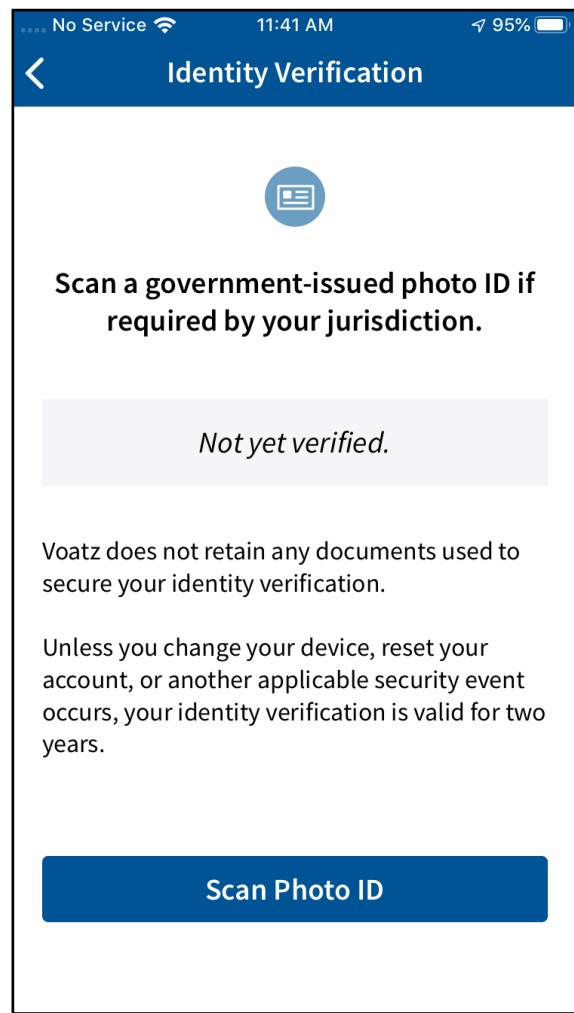 No Service 11:41 AM 95%
Identity Verification
Scan a government-issued photo ID if
required by your jurisdiction.
Not yet verified.
Voatz does not retain any documents used to
secure your identity verification.
Unless you change your device, reset your
account, or another applicable security event
occurs, your identity verification is valid for two
years.
Scan Photo ID